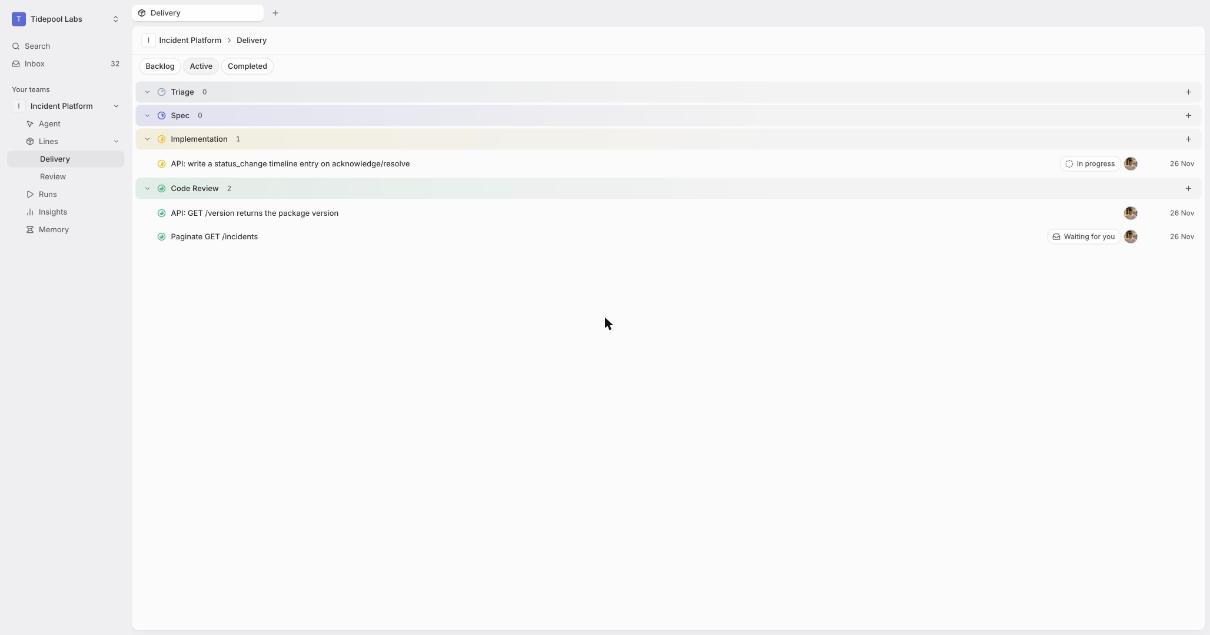 T Tidepool Labs
Search
Inbox 32
Your teams
I Incident Platform
Agent
Lines
Delivery
Review
Runs
Insights
Memory
Delivery
I Incident Platform Delivery
Backlog Active Completed
Triage 0
Spec 0
Implementation 1
API: write a status_change timeline entry on acknowledge/resolve In progress 26 Nov
Code Review 2
API: GET /version returns the package version 26 Nov
Paginate GET /incidents Waiting for you 26 Nov